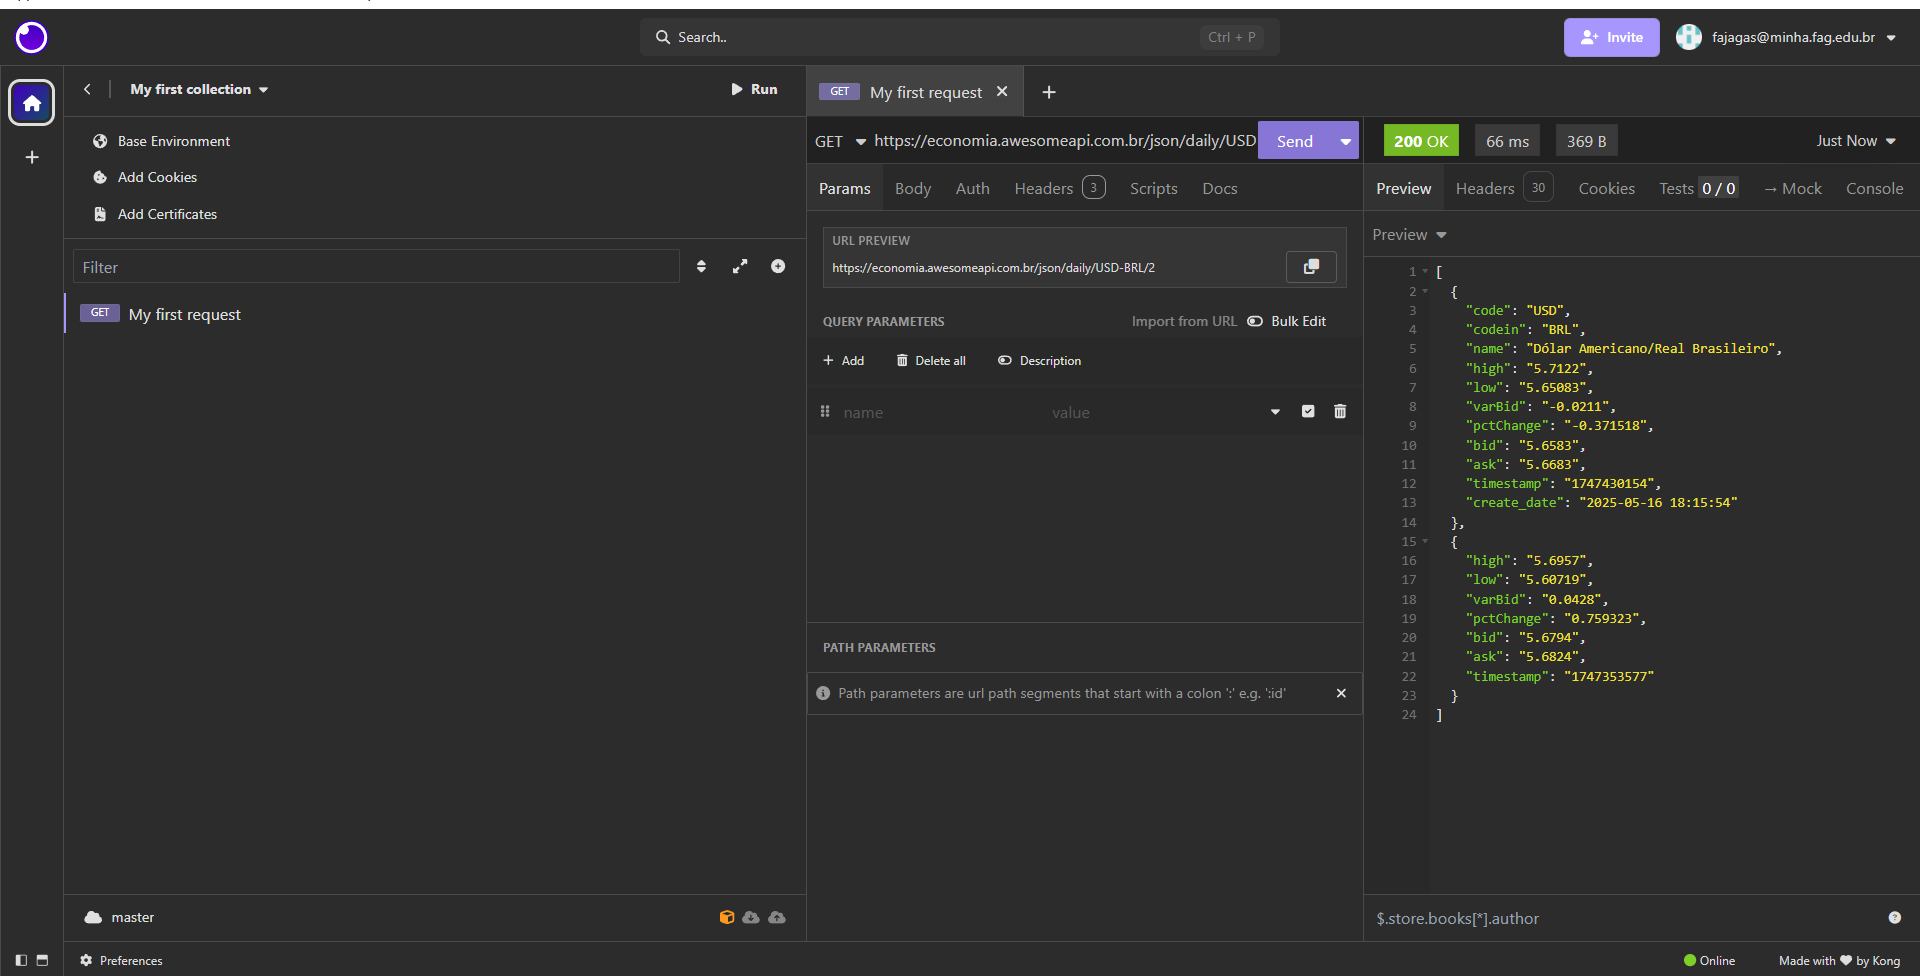 Search..
Ctrl + P
Invite
fajagas@minha.fag.edu.br
My first collection
Run
Base Environment
Add Cookies
Add Certificates
Filter
GET My first request
master
Preferences
GET My first request
GET https://economia.awesomeapi.com.br/json/daily/USD
Send
Params Body Auth Headers 3 Scripts Docs
URL PREVIEW
https://economia.awesomeapi.com.br/json/daily/USD-BRL/2
QUERY PARAMETERS Import from URL Bulk Edit
Add Delete all Description
name value
PATH PARAMETERS
Path parameters are url path segments that start with a colon ':' e.g. ':id'
200 OK 66 ms 369 B Just Now
Preview Headers 30 Cookies Tests 0 / 0 → Mock Console
Preview
1 [
2 {
3 "code": "USD",
4 "codein": "BRL",
5 "name": "Dólar Americano/Real Brasileiro",
6 "high": "5.7122",
7 "low": "5.65083",
8 "varBid": "-0.0211",
9 "pctChange": "-0.371518",
10 "bid": "5.6583",
11 "ask": "5.6683",
12 "timestamp": "1747430154",
13 "create_date": "2025-05-16 18:15:54"
14 },
15 {
16 "high": "5.6957",
17 "low": "5.60719",
18 "varBid": "0.0428",
19 "pctChange": "0.759323",
20 "bid": "5.6794",
21 "ask": "5.6824",
22 "timestamp": "1747353577"
23 }
24 ]
$.store.books[*].author
Online
Made with ♥ by Kong